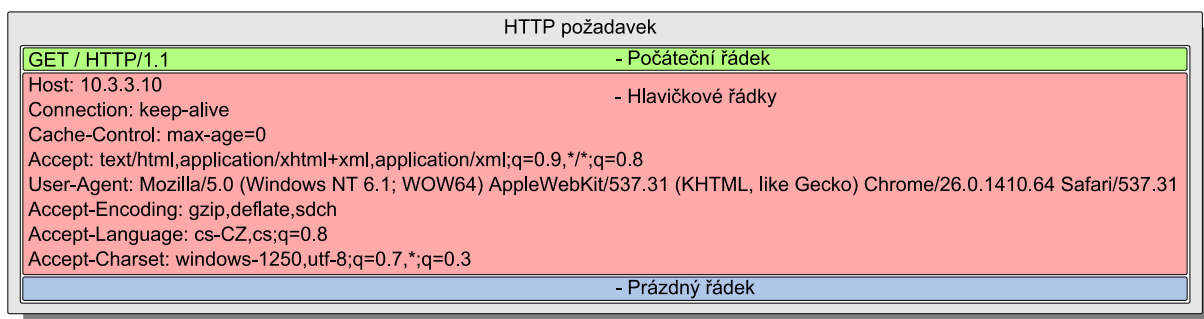 HTTP požadavek
GET / HTTP/1.1 - Počáteční řádek
Host: 10.3.3.10
- Hlavičkové řádky
Connection: keep-alive
Cache-Control: max-age=0
Accept: text/html,application/xhtml+xml,application/xml;q=0.9,*/*;q=0.8
User-Agent: Mozilla/5.0 (Windows NT 6.1; WOW64) AppleWebKit/537.31 (KHTML, like Gecko) Chrome/26.0.1410.64 Safari/537.31
Accept-Encoding: gzip,deflate,sdch
Accept-Language: cs-CZ,cs;q=0.8
Accept-Charset: windows-1250,utf-8;q=0.7,*;q=0.3
- Prázdný řádek